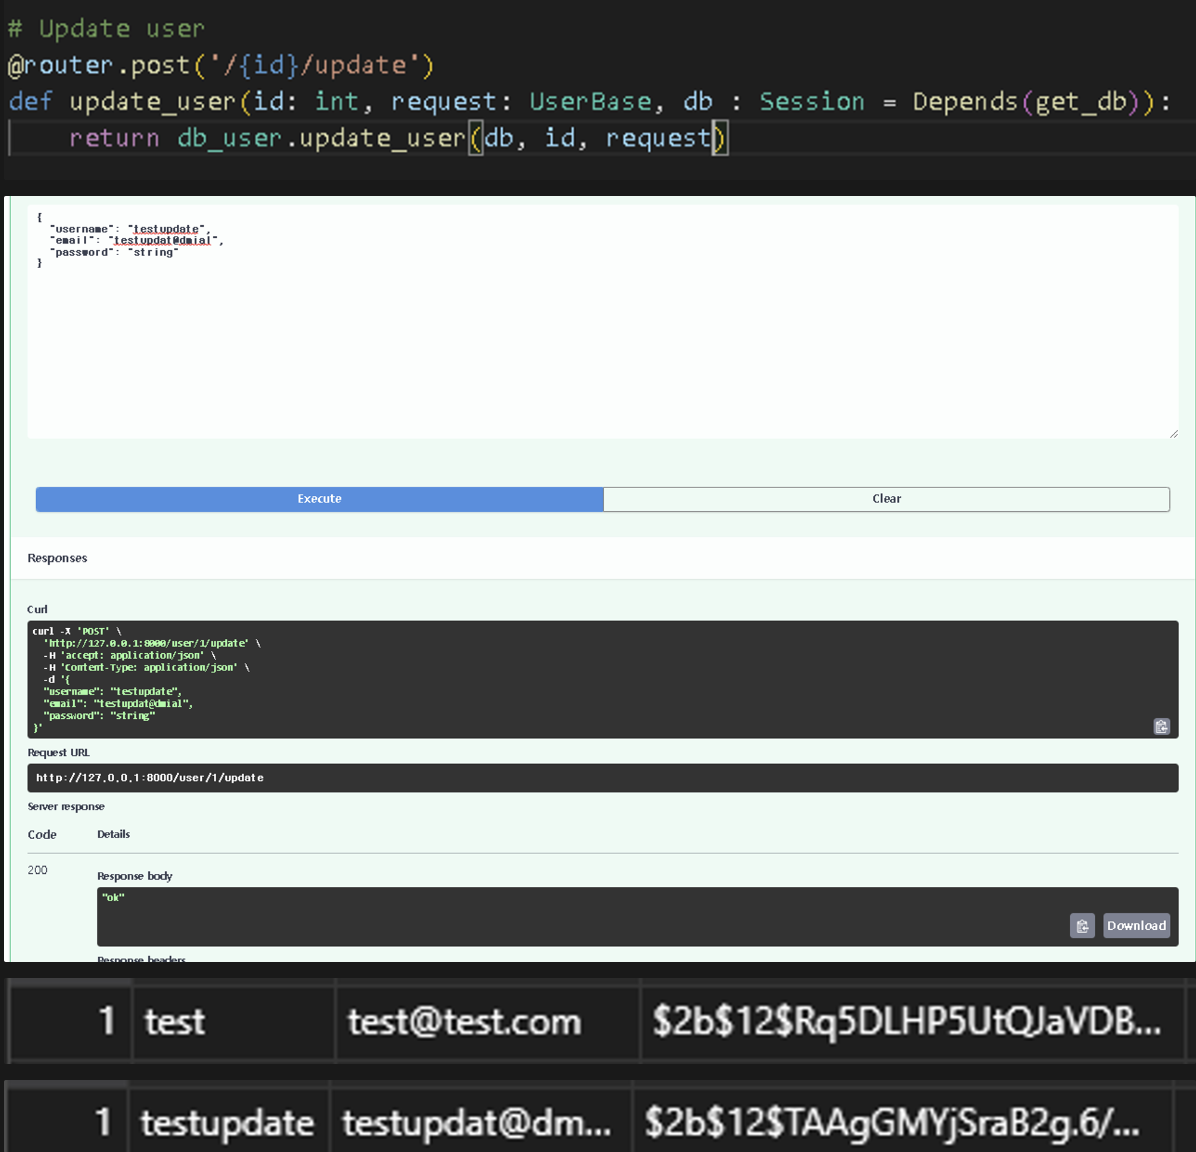 # Update user
@router.post('/{id}/update')
def update_user(id: int, request: UserBase, db : Session = Depends(get_db)):
    return db_user.update_user(db, id, request)
{
  "username": "testupdate",
  "email": "testupdat@dmial",
  "password": "string"
}
Execute
Clear
Responses
Curl
curl -X 'POST' \
  'http://127.0.0.1:8000/user/1/update' \
  -H 'accept: application/json' \
  -H 'Content-Type: application/json' \
  -d '{
  "username": "testupdate",
  "email": "testupdat@dmial",
  "password": "string"
}'
Request URL
http://127.0.0.1:8000/user/1/update
Server response
Code Details
200
Response body
"ok"
Download
Response headers
1 test test@test.com $2b$12$Rq5DLHP5UtQJaVDB...
1 testupdate testupdat@dm... $2b$12$TAAgGMYjSraB2g.6/...